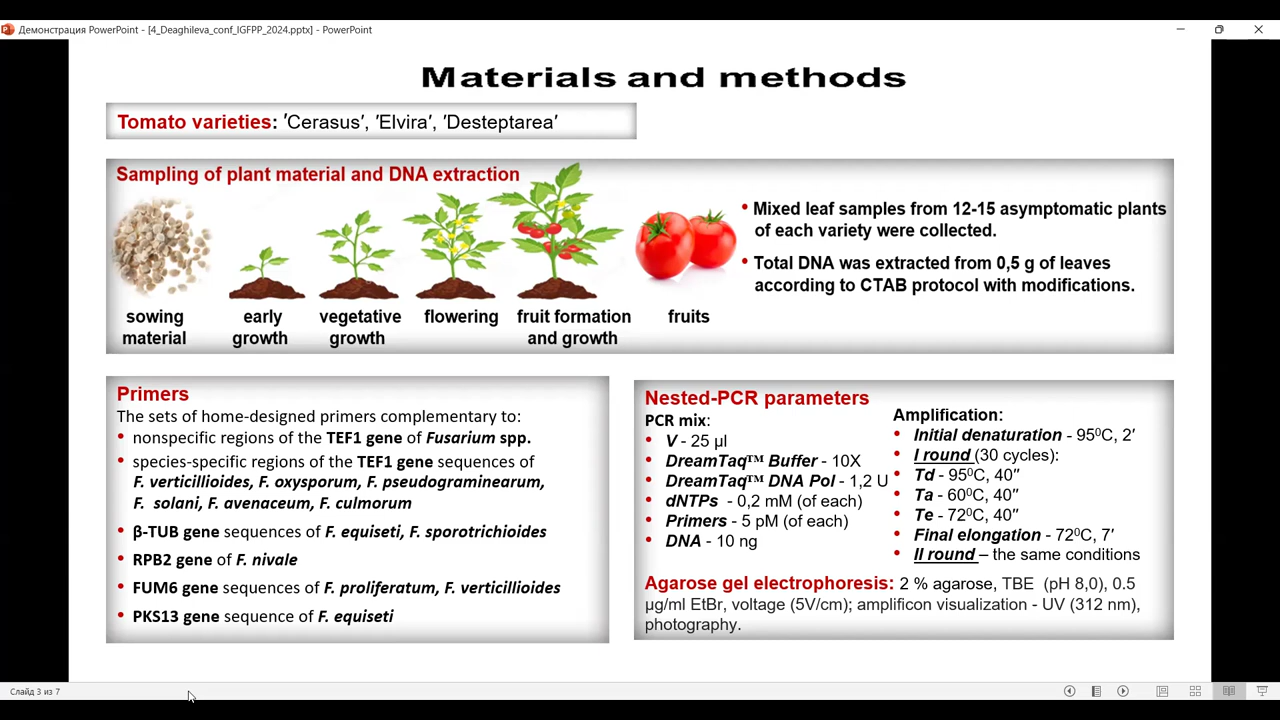 Демонстрация PowerPoint - [4_Deaghileva_conf_IGFPP_2024.pptx] - PowerPoint
Materials and methods
Tomato varieties: ′Cerasus′, ′Elvira′, ′Desteptarea′
Sampling of plant material and DNA extraction
• Mixed leaf samples from 12-15 asymptomatic plants
of each variety were collected.
• Total DNA was extracted from 0,5 g of leaves
according to CTAB protocol with modifications.
sowing
material
early
growth
vegetative
growth
flowering
fruit formation
and growth
fruits
Primers
The sets of home-designed primers complementary to:
• nonspecific regions of the TEF1 gene of Fusarium spp.
• species-specific regions of the TEF1 gene sequences of
F. verticillioides, F. oxysporum, F. pseudograminearum,
F. solani, F. avenaceum, F. culmorum
• β-TUB gene sequences of F. equiseti, F. sporotrichioides
• RPB2 gene of F. nivale
• FUM6 gene sequences of F. proliferatum, F. verticillioides
• PKS13 gene sequence of F. equiseti
Nested-PCR parameters
PCR mix:
• V - 25 µl
• DreamTaq™ Buffer - 10X
• DreamTaq™ DNA Pol - 1,2 U
• dNTPs - 0,2 mM (of each)
• Primers - 5 pM (of each)
• DNA - 10 ng
Amplification:
• Initial denaturation - 95⁰C, 2′
• I round (30 cycles):
• Td - 95⁰C, 40′′
• Ta - 60⁰C, 40′′
• Te - 72⁰C, 40′′
• Final elongation - 72⁰C, 7′
• II round – the same conditions
Agarose gel electrophoresis: 2 % agarose, TBE (pH 8,0), 0.5
µg/ml EtBr, voltage (5V/cm); amplificon visualization - UV (312 nm),
photography.
Слайд 3 из 7